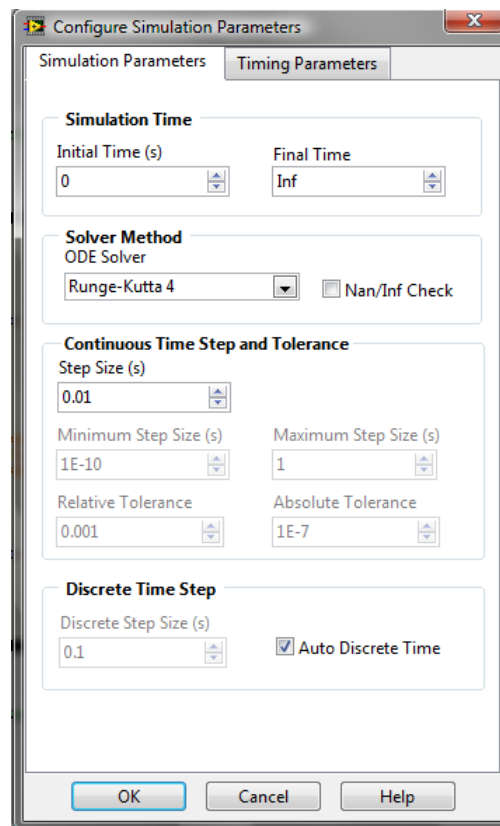 Configure Simulation Parameters
Simulation Parameters Timing Parameters
Simulation Time
Initial Time (s) Final Time
0 Inf
Solver Method
ODE Solver
Runge-Kutta 4 Nan/Inf Check
Continuous Time Step and Tolerance
Step Size (s)
0.01
Minimum Step Size (s) Maximum Step Size (s)
1E-10 1
Relative Tolerance Absolute Tolerance
0.001 1E-7
Discrete Time Step
Discrete Step Size (s)
0.1 Auto Discrete Time
OK Cancel Help